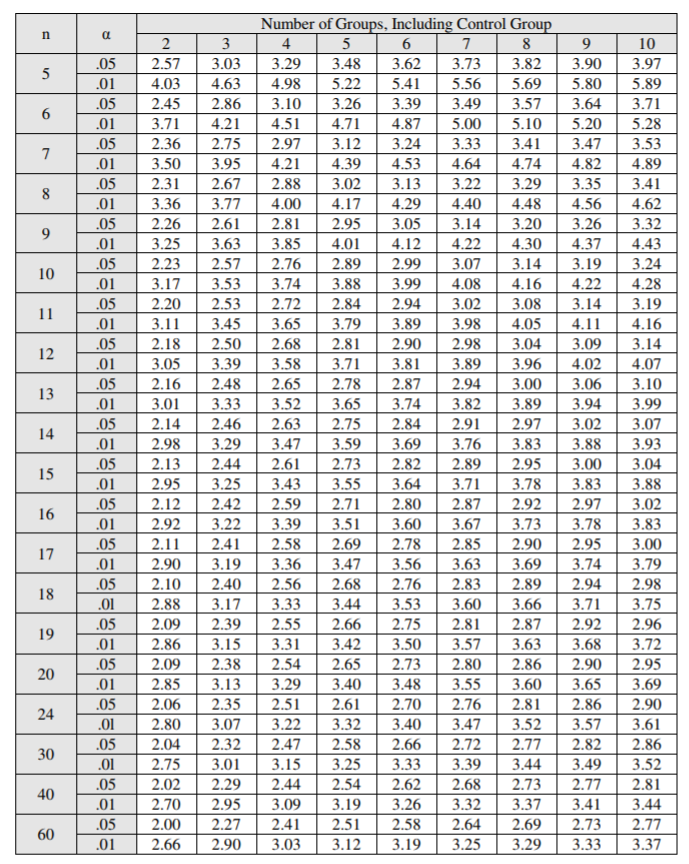 n α Number of Groups, Including Control Group
2 3 4 5 6 7 8 9 10
5 .05 2.57 3.03 3.29 3.48 3.62 3.73 3.82 3.90 3.97
.01 4.03 4.63 4.98 5.22 5.41 5.56 5.69 5.80 5.89
6 .05 2.45 2.86 3.10 3.26 3.39 3.49 3.57 3.64 3.71
.01 3.71 4.21 4.51 4.71 4.87 5.00 5.10 5.20 5.28
7 .05 2.36 2.75 2.97 3.12 3.24 3.33 3.41 3.47 3.53
.01 3.50 3.95 4.21 4.39 4.53 4.64 4.74 4.82 4.89
8 .05 2.31 2.67 2.88 3.02 3.13 3.22 3.29 3.35 3.41
.01 3.36 3.77 4.00 4.17 4.29 4.40 4.48 4.56 4.62
9 .05 2.26 2.61 2.81 2.95 3.05 3.14 3.20 3.26 3.32
.01 3.25 3.63 3.85 4.01 4.12 4.22 4.30 4.37 4.43
10 .05 2.23 2.57 2.76 2.89 2.99 3.07 3.14 3.19 3.24
.01 3.17 3.53 3.74 3.88 3.99 4.08 4.16 4.22 4.28
11 .05 2.20 2.53 2.72 2.84 2.94 3.02 3.08 3.14 3.19
.01 3.11 3.45 3.65 3.79 3.89 3.98 4.05 4.11 4.16
12 .05 2.18 2.50 2.68 2.81 2.90 2.98 3.04 3.09 3.14
.01 3.05 3.39 3.58 3.71 3.81 3.89 3.96 4.02 4.07
13 .05 2.16 2.48 2.65 2.78 2.87 2.94 3.00 3.06 3.10
.01 3.01 3.33 3.52 3.65 3.74 3.82 3.89 3.94 3.99
14 .05 2.14 2.46 2.63 2.75 2.84 2.91 2.97 3.02 3.07
.01 2.98 3.29 3.47 3.59 3.69 3.76 3.83 3.88 3.93
15 .05 2.13 2.44 2.61 2.73 2.82 2.89 2.95 3.00 3.04
.01 2.95 3.25 3.43 3.55 3.64 3.71 3.78 3.83 3.88
16 .05 2.12 2.42 2.59 2.71 2.80 2.87 2.92 2.97 3.02
.01 2.92 3.22 3.39 3.51 3.60 3.67 3.73 3.78 3.83
17 .05 2.11 2.41 2.58 2.69 2.78 2.85 2.90 2.95 3.00
.01 2.90 3.19 3.36 3.47 3.56 3.63 3.69 3.74 3.79
18 .05 2.10 2.40 2.56 2.68 2.76 2.83 2.89 2.94 2.98
.0l 2.88 3.17 3.33 3.44 3.53 3.60 3.66 3.71 3.75
19 .05 2.09 2.39 2.55 2.66 2.75 2.81 2.87 2.92 2.96
.01 2.86 3.15 3.31 3.42 3.50 3.57 3.63 3.68 3.72
20 .05 2.09 2.38 2.54 2.65 2.73 2.80 2.86 2.90 2.95
.01 2.85 3.13 3.29 3.40 3.48 3.55 3.60 3.65 3.69
24 .05 2.06 2.35 2.51 2.61 2.70 2.76 2.81 2.86 2.90
.0l 2.80 3.07 3.22 3.32 3.40 3.47 3.52 3.57 3.61
30 .05 2.04 2.32 2.47 2.58 2.66 2.72 2.77 2.82 2.86
.0l 2.75 3.01 3.15 3.25 3.33 3.39 3.44 3.49 3.52
40 .05 2.02 2.29 2.44 2.54 2.62 2.68 2.73 2.77 2.81
.01 2.70 2.95 3.09 3.19 3.26 3.32 3.37 3.41 3.44
60 .05 2.00 2.27 2.41 2.51 2.58 2.64 2.69 2.73 2.77
.01 2.66 2.90 3.03 3.12 3.19 3.25 3.29 3.33 3.37